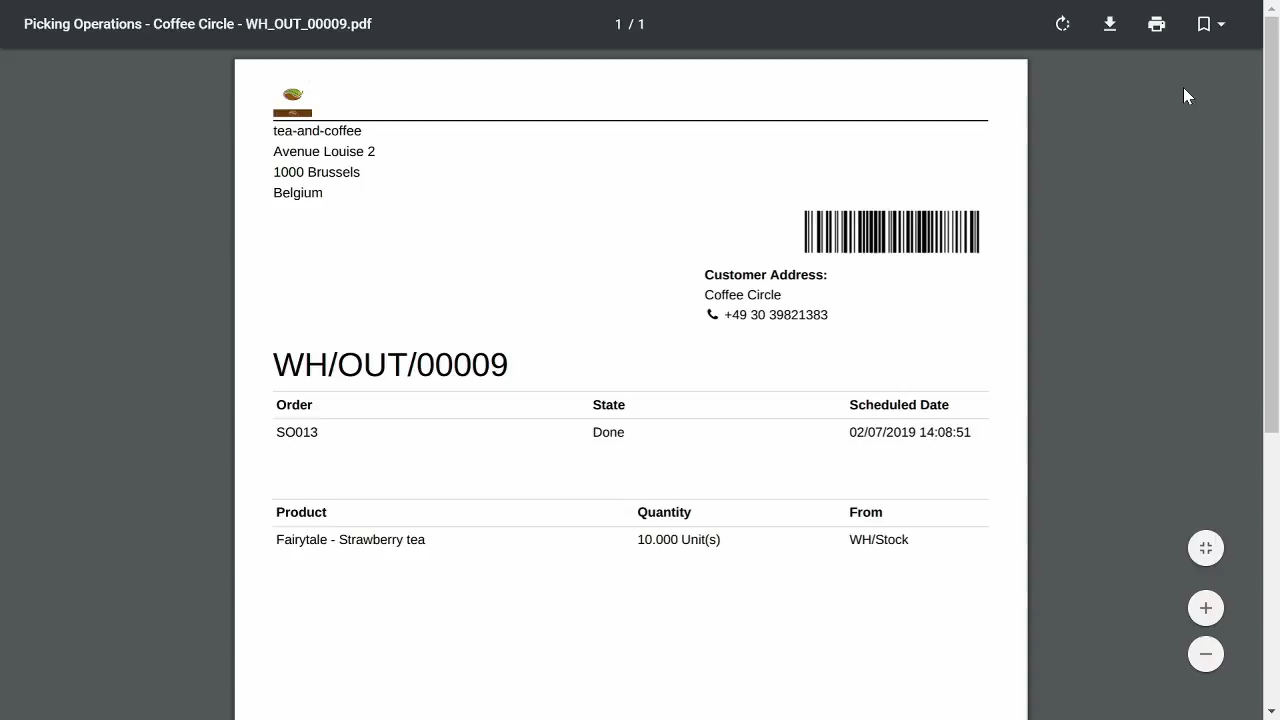 Picking Operations - Coffee Circle - WH_OUT_00009.pdf 1 / 1
tea-and-coffee
Avenue Louise 2
1000 Brussels
Belgium
Customer Address:
Coffee Circle
+49 30 39821383
WH/OUT/00009
Order State Scheduled Date
SO013 Done 02/07/2019 14:08:51
Product Quantity From
Fairytale - Strawberry tea 10.000 Unit(s) WH/Stock